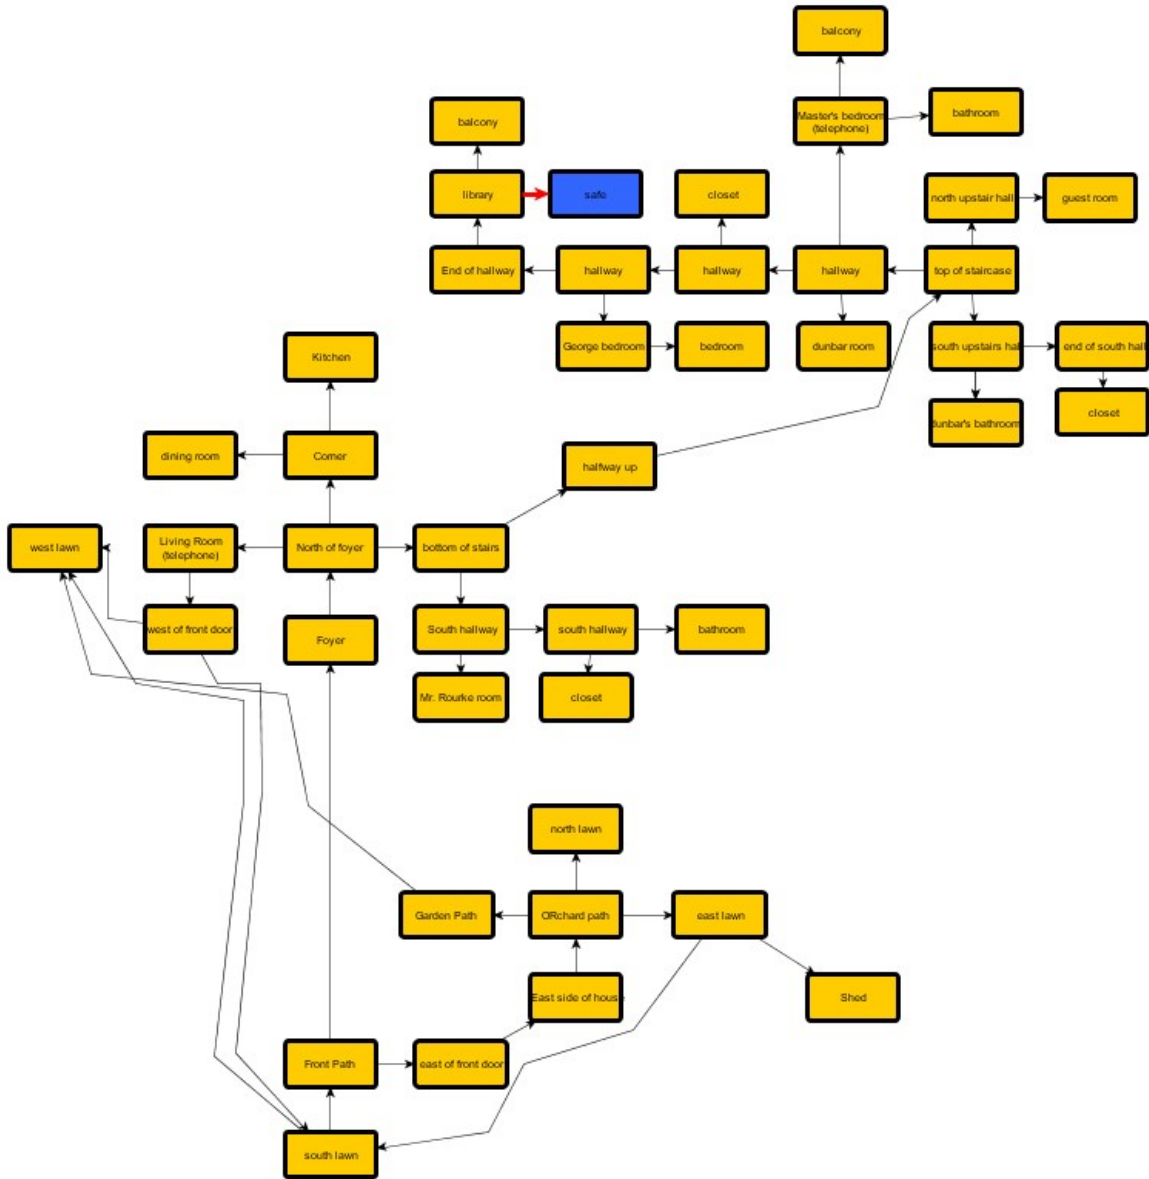 balcony
Master's bedroom
(telephone)
bathroom
balcony
library
safe
closet
north upstair hall
guest room
End of hallway
hallway
hallway
hallway
top of staircase
George bedroom
bedroom
dunbar room
south upstairs hal
end of south hall
closet
dunbar's bathroom
Kitchen
dining room
Corner
halfway up
west lawn
Living Room
(telephone)
North of foyer
bottom of stairs
west of front door
Foyer
South hallway
south hallway
bathroom
Mr. Rourke room
closet
north lawn
Garden Path
ORchard path
east lawn
East side of house
Shed
Front Path
east of front door
south lawn